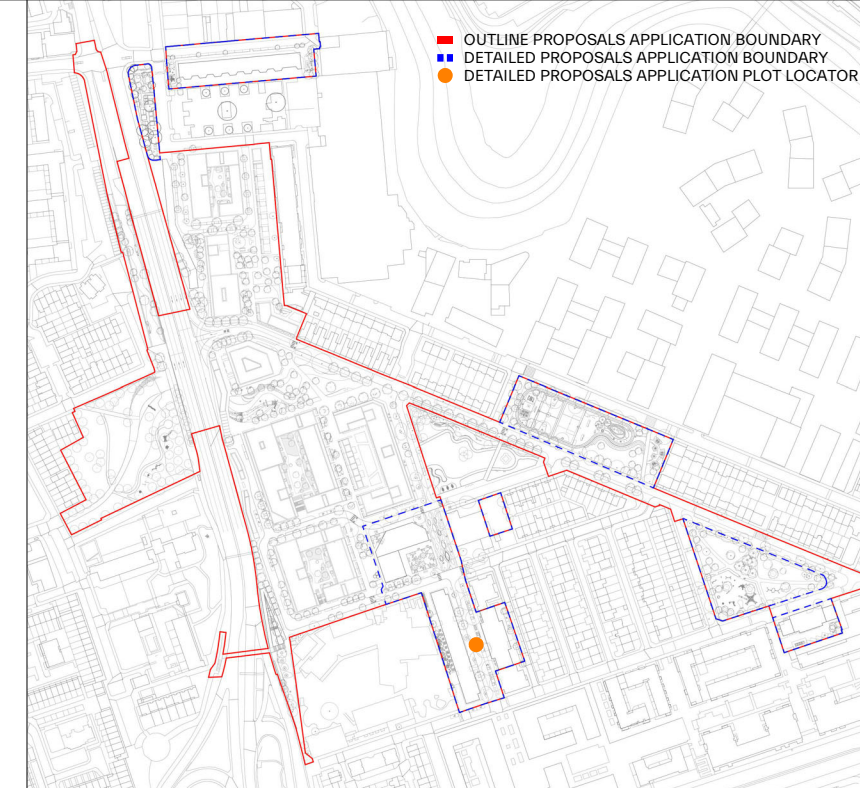 OUTLINE PROPOSALS APPLICATION BOUNDARY
DETAILED PROPOSALS APPLICATION BOUNDARY
DETAILED PROPOSALS APPLICATION PLOT LOCATOR